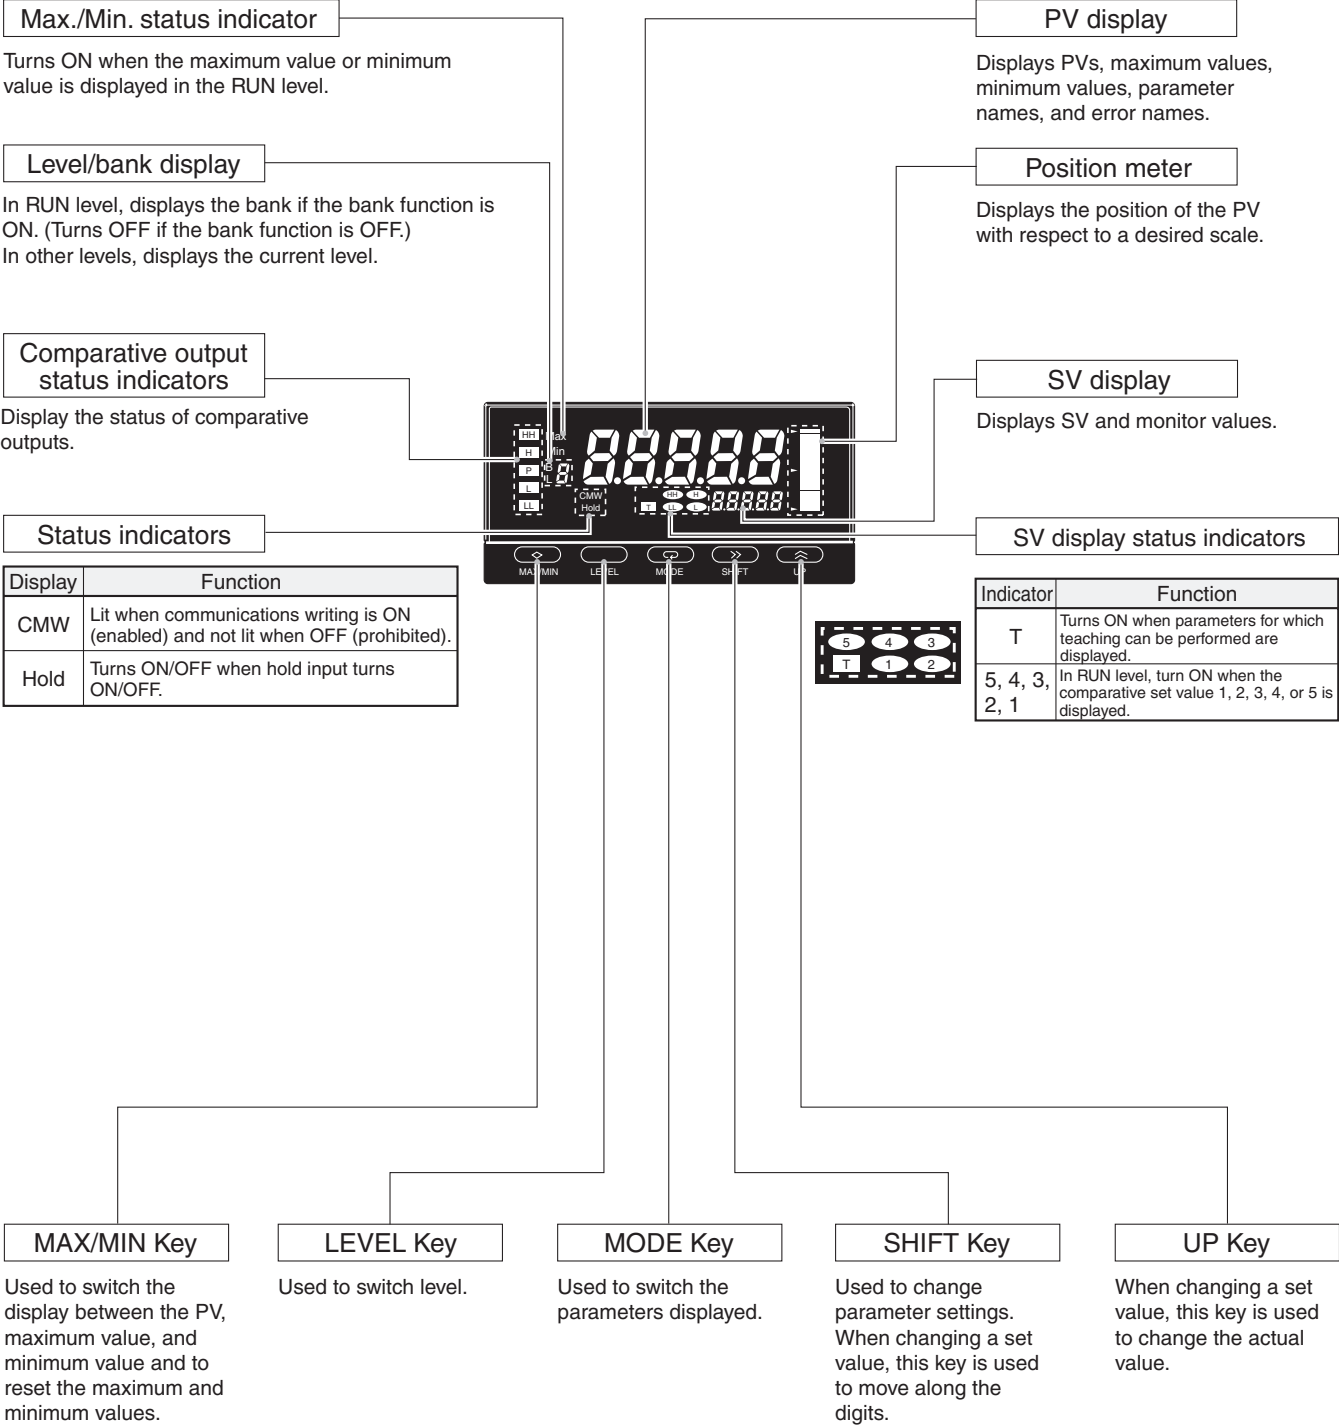 Max./Min. status indicator
Turns ON when the maximum value or minimum
value is displayed in the RUN level.
Level/bank display
In RUN level, displays the bank if the bank function is
ON. (Turns OFF if the bank function is OFF.)
In other levels, displays the current level.
Comparative output
status indicators
Display the status of comparative
outputs.
Status indicators
Display Function
CMW Lit when communications writing is ON
(enabled) and not lit when OFF (prohibited).
Hold Turns ON/OFF when hold input turns
ON/OFF.
PV display
Displays PVs, maximum values,
minimum values, parameter
names, and error names.
Position meter
Displays the position of the PV
with respect to a desired scale.
SV display
Displays SV and monitor values.
SV display status indicators
Indicator Function
T Turns ON when parameters for which
teaching can be performed are
displayed.
5, 4, 3,
2, 1
In RUN level, turn ON when the
comparative set value 1, 2, 3, 4, or 5 is
displayed.
HH
H
P
L
LL
Max
Min
B
L 8
8.8.8.8.8
CMW
Hold
HH H
T LL L
8.8.8.8.8
MAX/MIN LEVEL MODE SHIFT UP
5 4 3
T 1 2
MAX/MIN Key
Used to switch the
display between the PV,
maximum value, and
minimum value and to
reset the maximum and
minimum values.
LEVEL Key
Used to switch level.
MODE Key
Used to switch the
parameters displayed.
SHIFT Key
Used to change
parameter settings.
When changing a set
value, this key is used
to move along the
digits.
UP Key
When changing a set
value, this key is used
to change the actual
value.